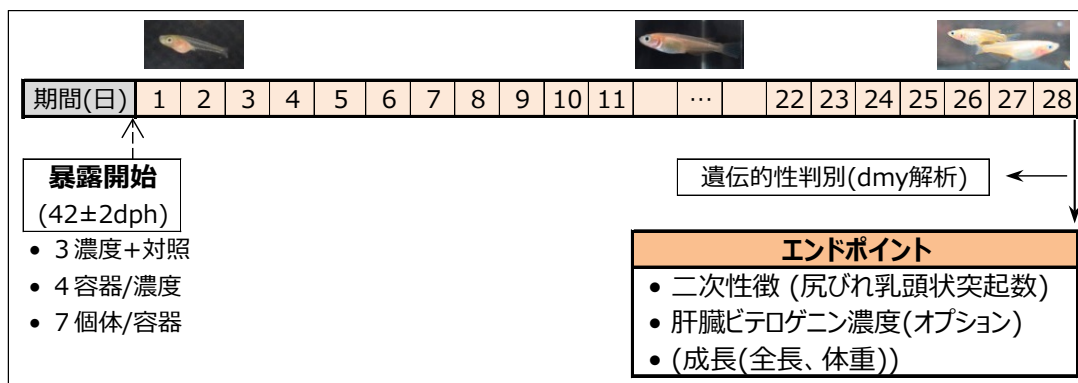 期間(日) 1 2 3 4 5 6 7 8 9 10 11 … 22 23 24 25 26 27 28
暴露開始
(42±2dph)
• 3濃度+対照
• 4容器/濃度
• 7個体/容器
遺伝的性判別(dmy解析)
エンドポイント
• 二次性徴 (尻びれ乳頭状突起数)
• 肝臓ビテロゲニン濃度(オプション)
• (成長(全長、体重))